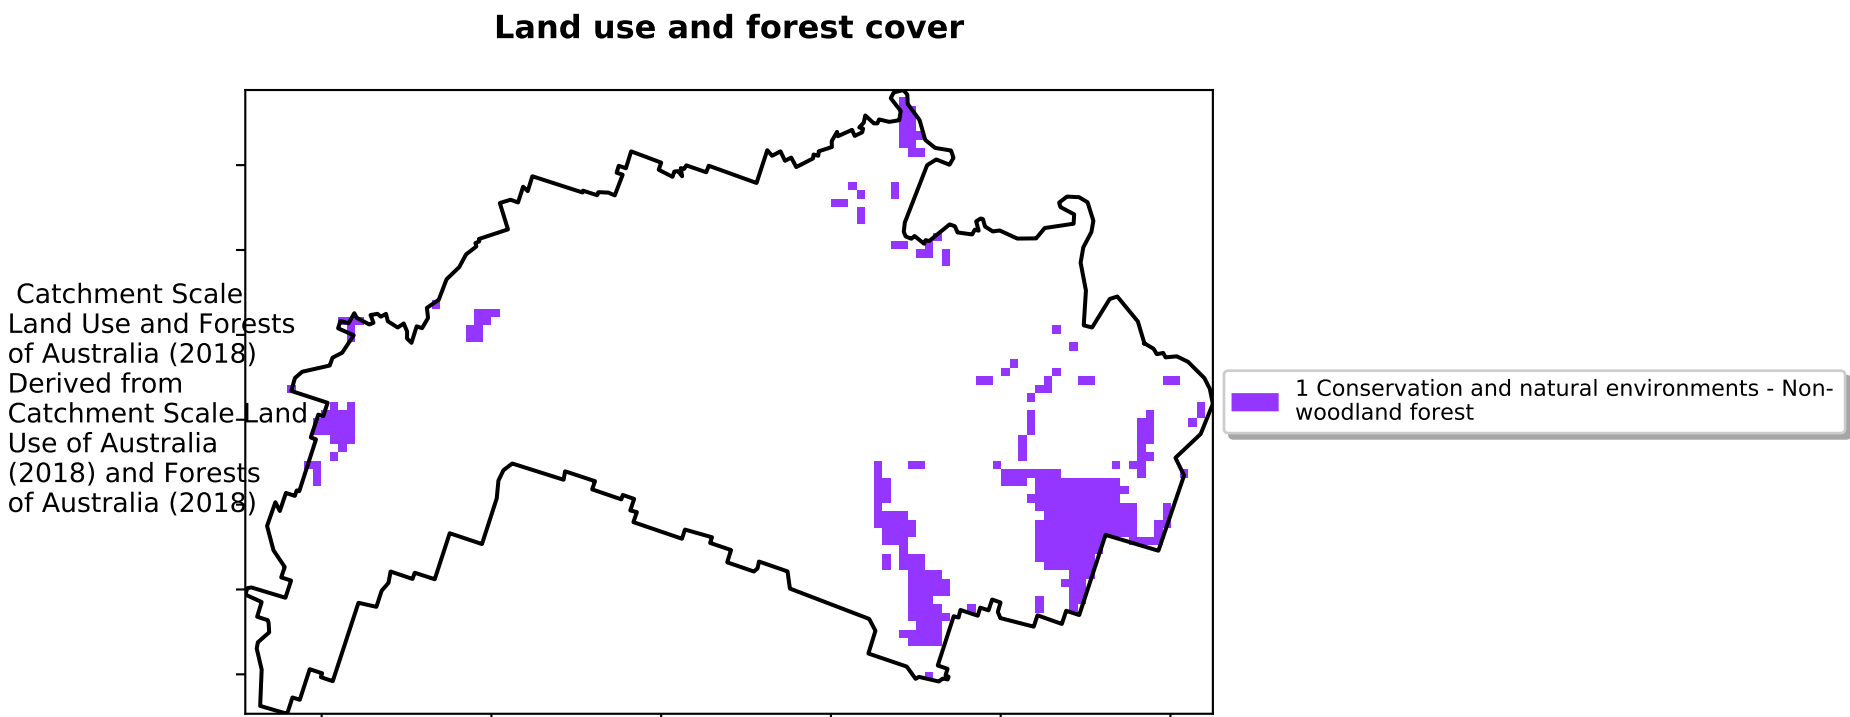 Land use and forest cover
Catchment Scale
Land Use and Forests
of Australia (2018)
Derived from
Catchment Scale Land
Use of Australia
(2018) and Forests
of Australia (2018)
1 Conservation and natural environments - Non-
woodland forest